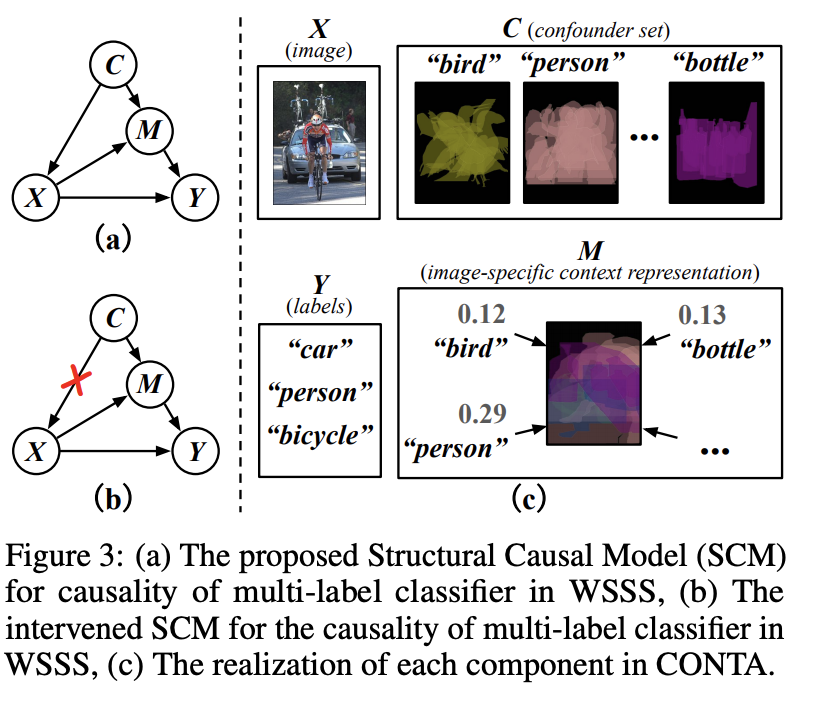 C
M
X
Y
(a)
C
M
X
Y
(b)
X
(image)
C (confounder set)
“bird” “person” ... “bottle”
Y
(labels)
“car”
“person”
“bicycle”
M
(image-specific context representation)
0.12
“bird”
0.13
“bottle”
0.29
“person”
...
(c)
Figure 3: (a) The proposed Structural Causal Model (SCM)
for causality of multi-label classifier in WSSS, (b) The
intervened SCM for the causality of multi-label classifier in
WSSS, (c) The realization of each component in CONTA.